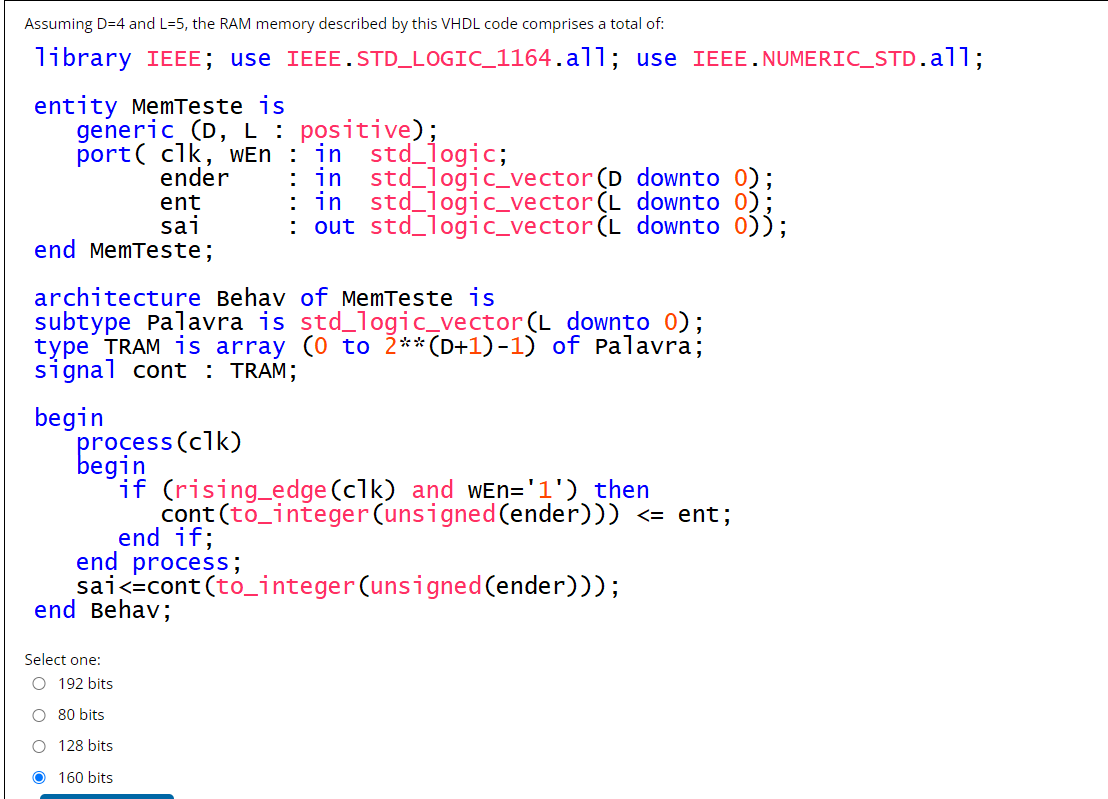 Assuming D=4 and L=5, the RAM memory described by this VHDL code comprises a total of:
library IEEE; use IEEE.STD_LOGIC_1164.all; use IEEE.NUMERIC_STD.all;
entity MemTeste is
generic (D, L : positive);
port( clk, wEn : in std_logic;
ender : in std_logic_vector(D downto 0);
ent : in std_logic_vector(L downto 0);
sai : out std_logic_vector(L downto 0));
end MemTeste;
architecture Behav of MemTeste is
subtype Palavra is std_logic_vector(L downto 0);
type TRAM is array (0 to 2**(D+1)-1) of Palavra;
signal cont : TRAM;
begin
process(clk)
begin
if (rising_edge(clk) and wEn='1') then
cont(to_integer(unsigned(ender))) <= ent;
end if;
end process;
sai<=cont(to_integer(unsigned(ender)));
end Behav;
Select one:
192 bits
80 bits
128 bits
160 bits